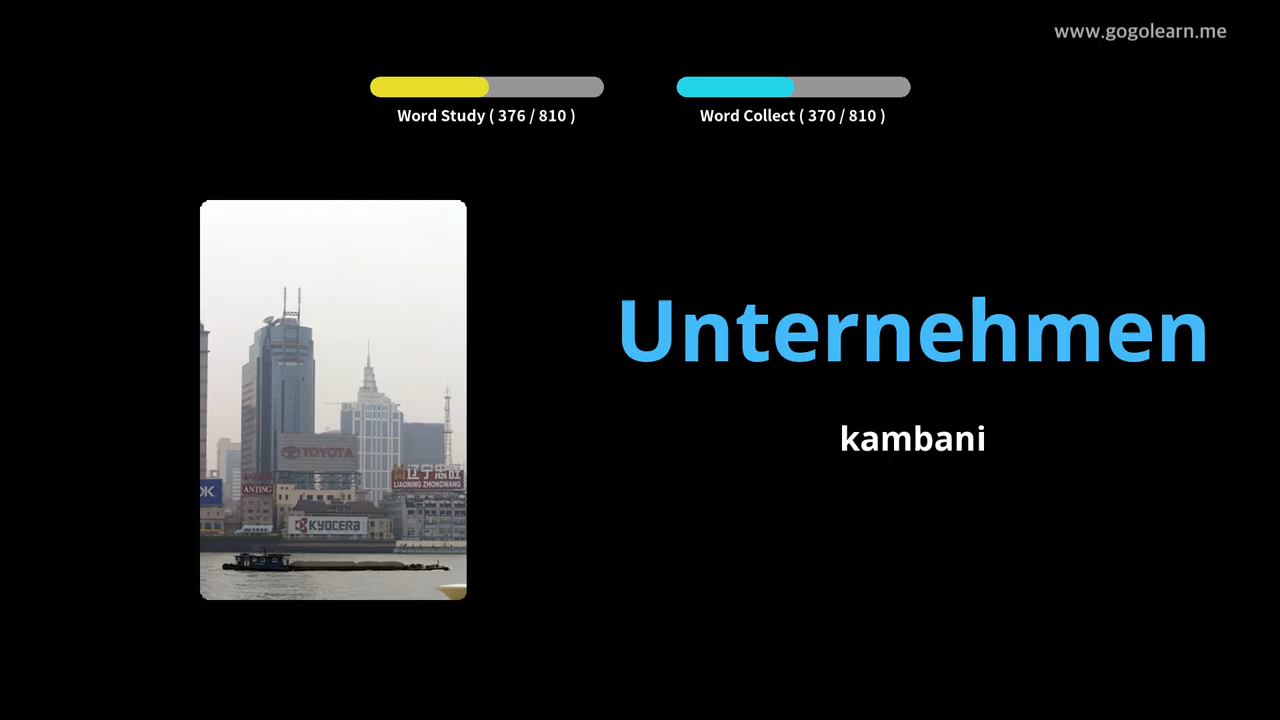 www.gogolearn.me
Word Study ( 376 / 810 )
Word Collect ( 370 / 810 )
Unternehmen
kambani
TOYOTA
辽宁忠旺
LIAONING ZHONGWANG
OK
ANTING
KYOCERA